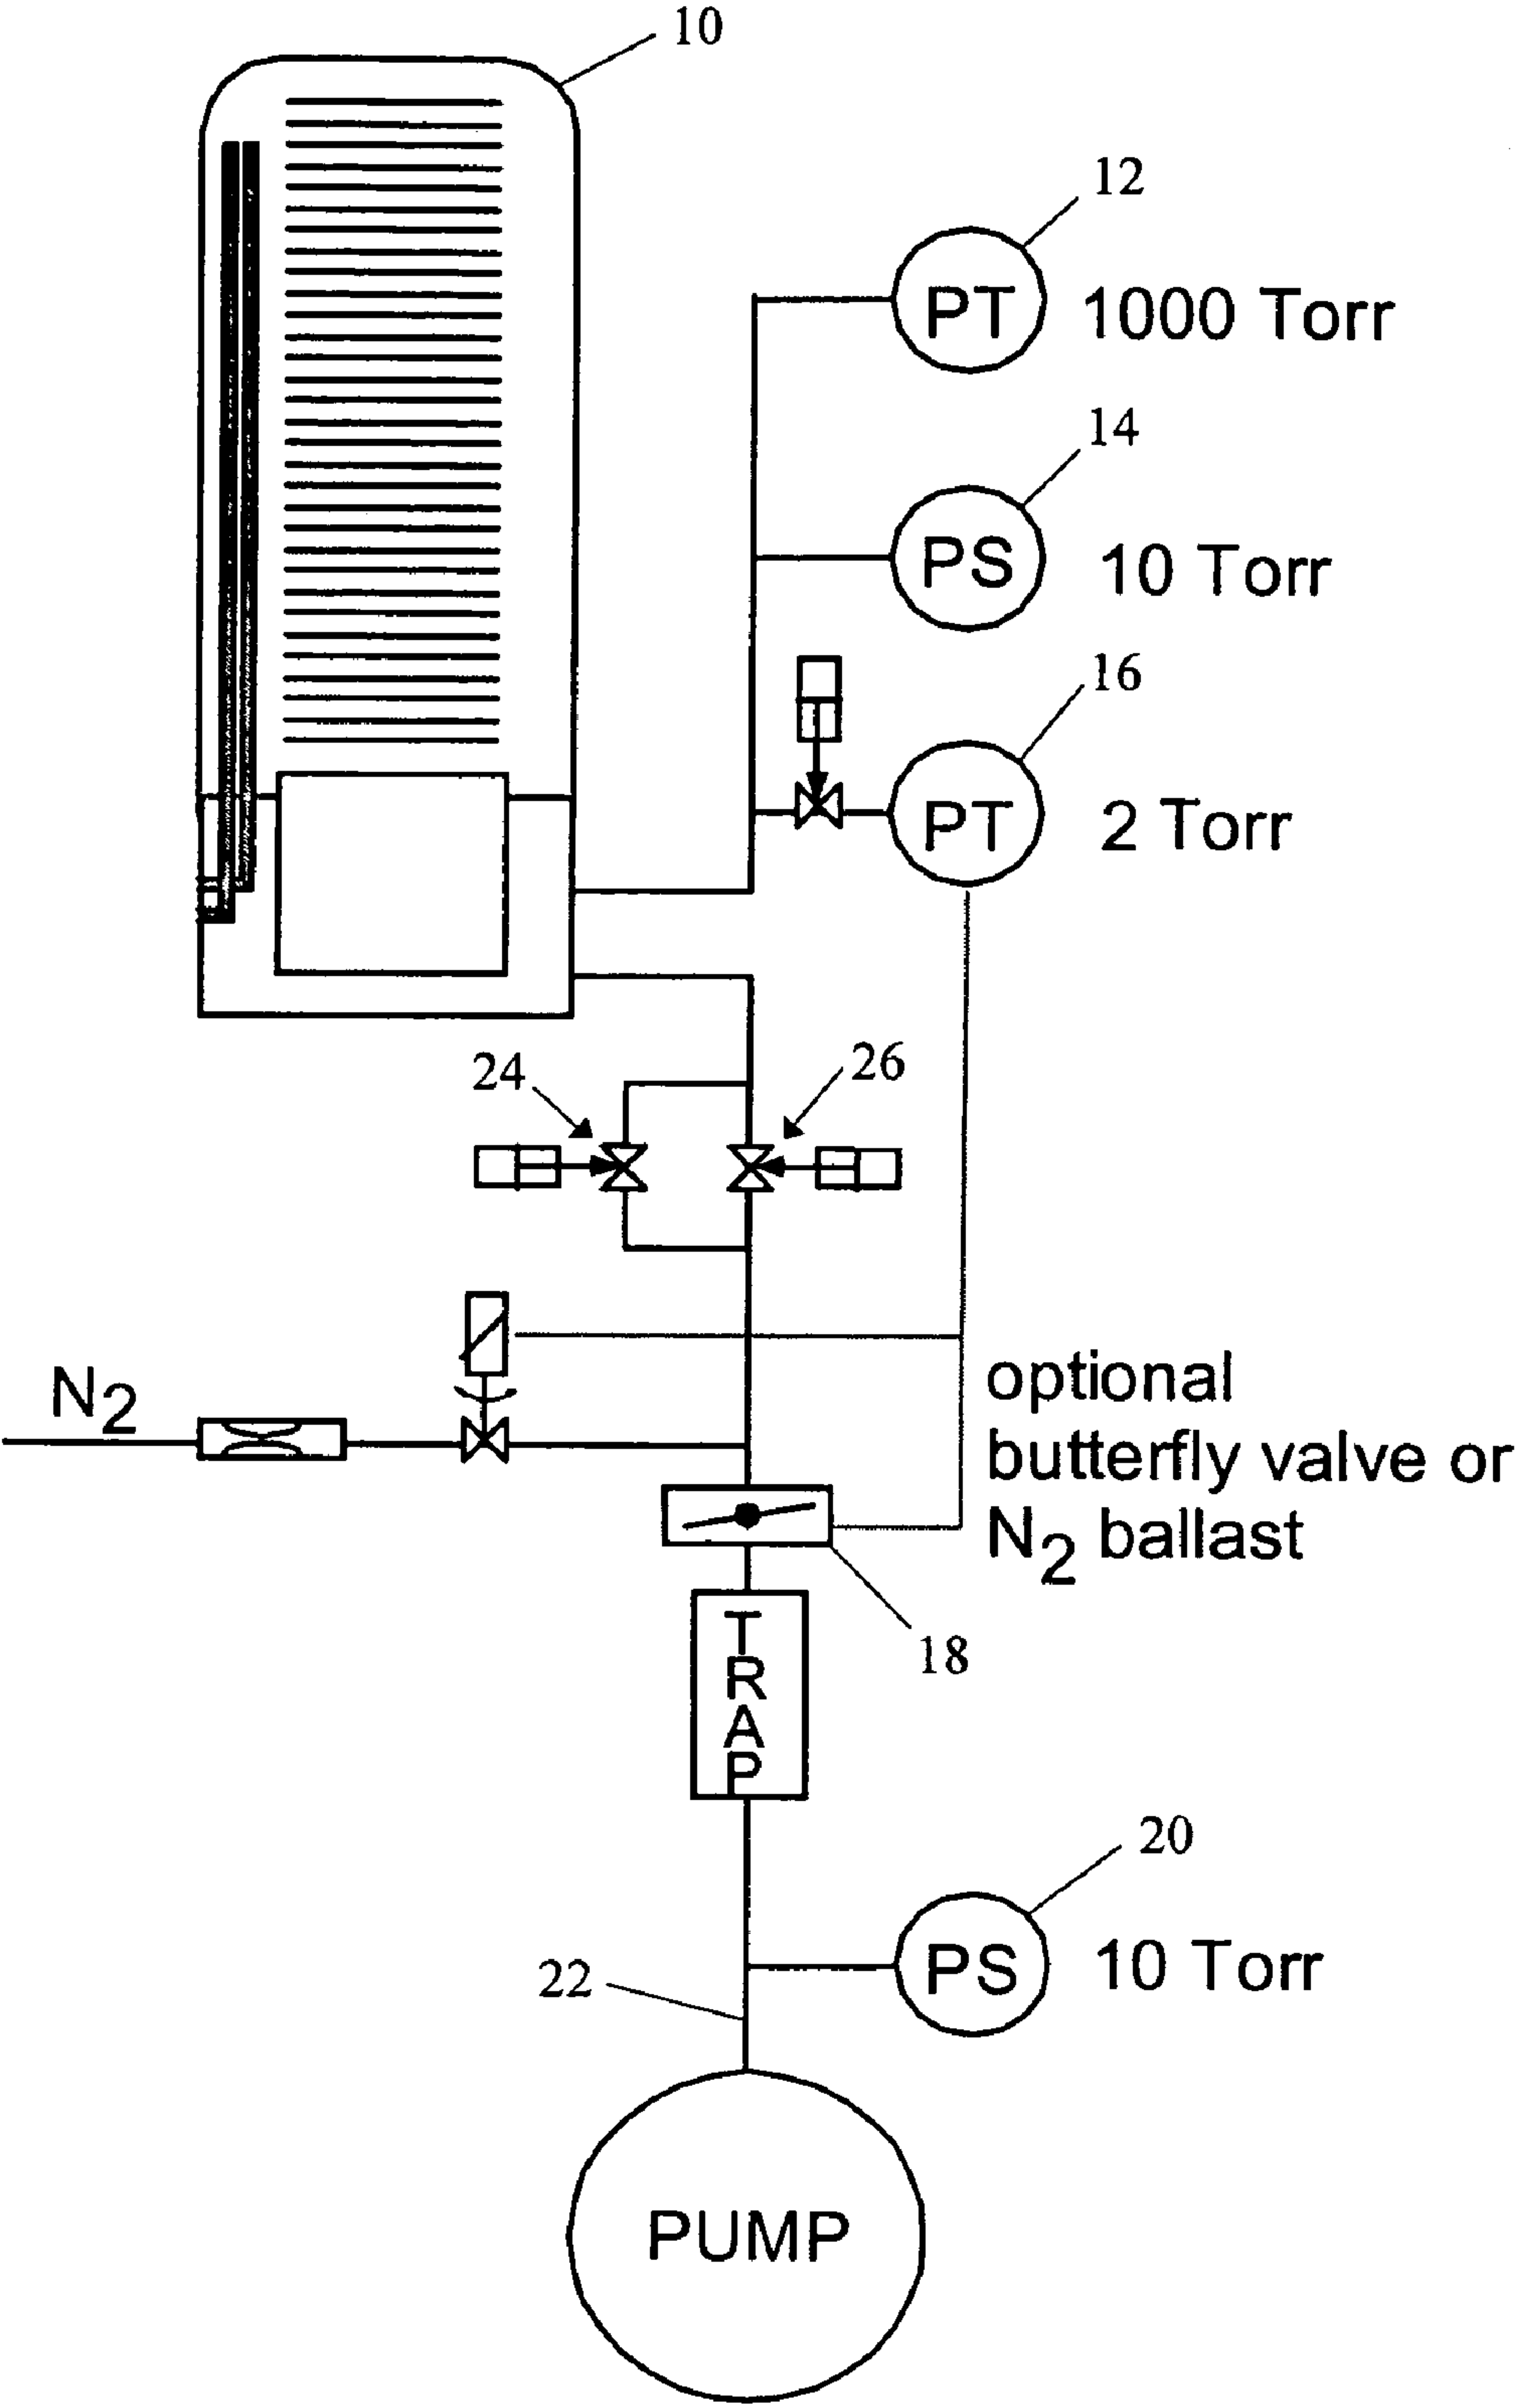 10
12
PT 1000 Torr
14
PS 10 Torr
16
PT 2 Torr
24
26
N2
optional
butterfly valve or
N2 ballast
18
TRAP
20
PS 10 Torr
22
PUMP